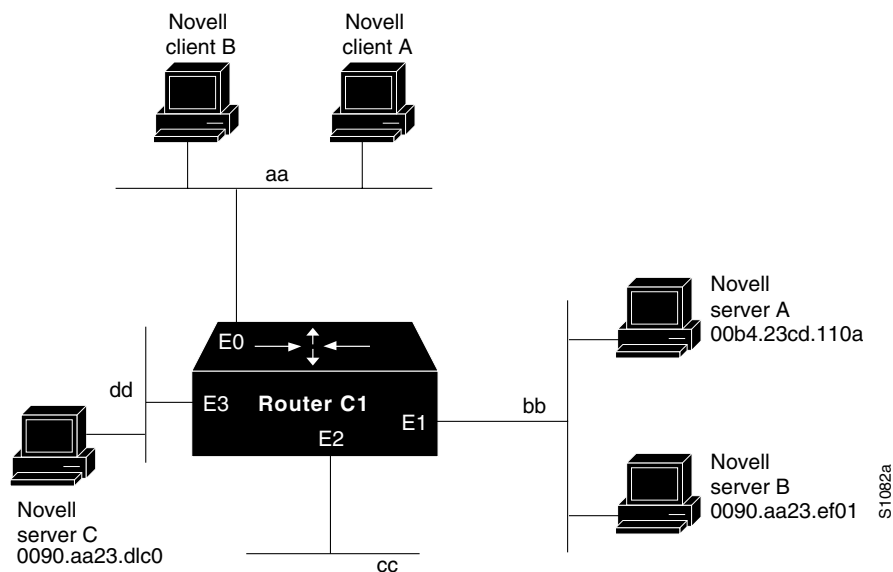 Novell
client B
Novell
client A
aa
E0
Novell
server A
00b4.23cd.110a
dd
E3
Router C1
E1
bb
E2
Novell
server B
0090.aa23.ef01
S1082a
Novell
server C
0090.aa23.dlc0
cc